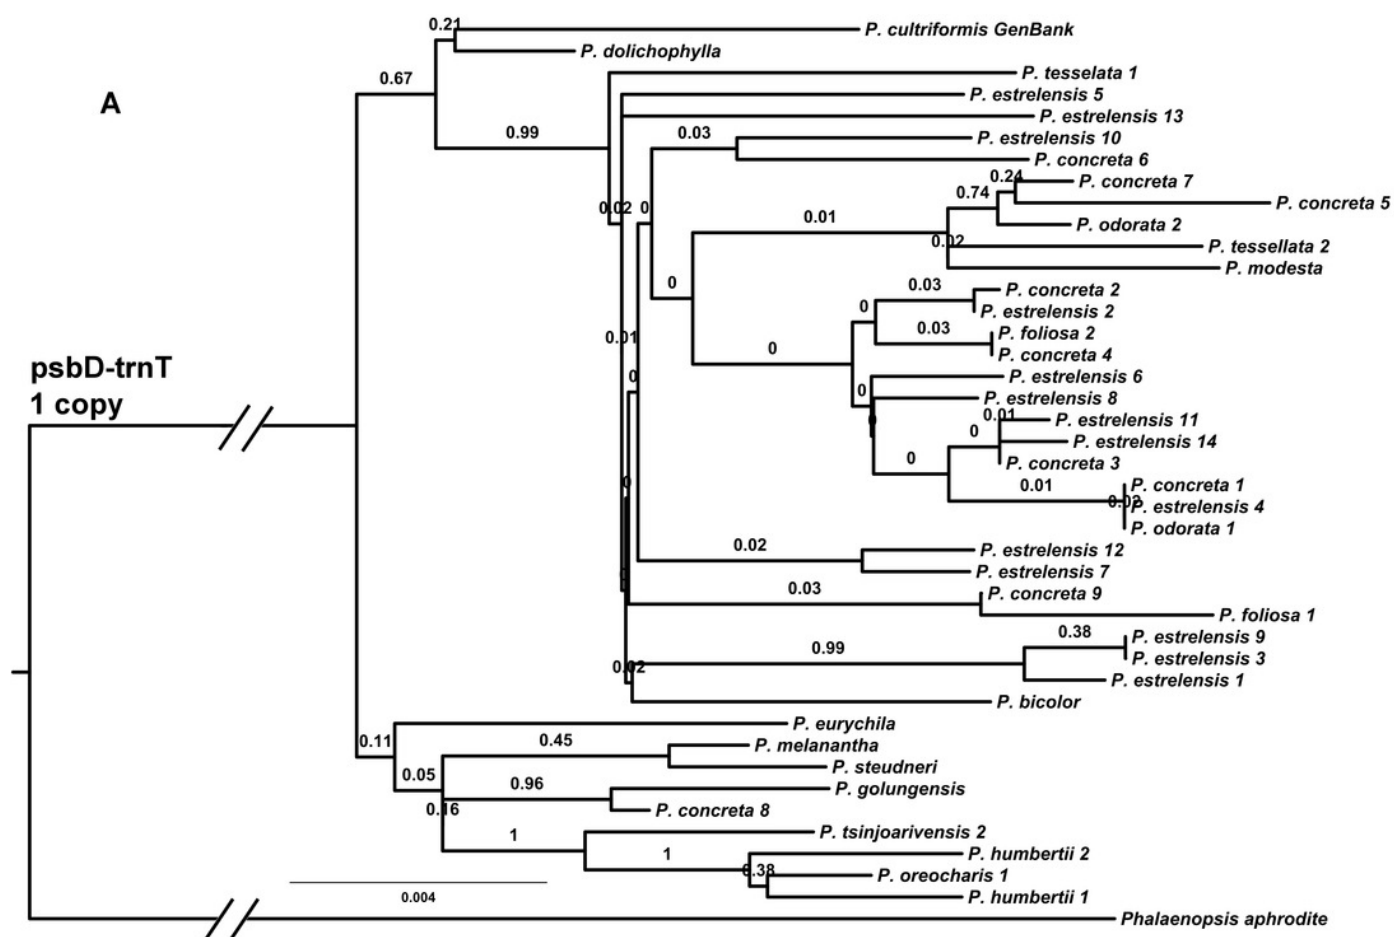 0.21
P. cultriformis GenBank
P. dolichophylla
0.67
P. tesselata 1
A
P. estrelensis 5
P. estrelensis 13
0.99
0.03
P. estrelensis 10
P. concreta 6
0.24
P. concreta 7
0.74
P. concreta 5
0.02
0
0.01
P. odorata 2
0.02
P. tessellata 2
P. modesta
0
0.03
P. concreta 2
0
P. estrelensis 2
0.03
P. foliosa 2
0.01
0
P. concreta 4
psbD-trnT
0
P. estrelensis 6
1 copy
0
P. estrelensis 8
0.01
0
P. estrelensis 11
0
P. estrelensis 14
0
P. concreta 3
0
0.01
P. concreta 1
0.02
P. estrelensis 4
P. odorata 1
0.02
P. estrelensis 12
0
P. estrelensis 7
0.03
P. concreta 9
P. foliosa 1
0.99
0.38
P. estrelensis 9
0.02
P. estrelensis 3
P. estrelensis 1
P. bicolor
P. eurychila
0.11
0.45
P. melanantha
0.05
P. steudneri
0.96
P. golungensis
0.16
P. concreta 8
1
P. tsinjoarivensis 2
1
P. humbertii 2
0.38
P. oreocharis 1
0.004
P. humbertii 1
Phalaenopsis aphrodite